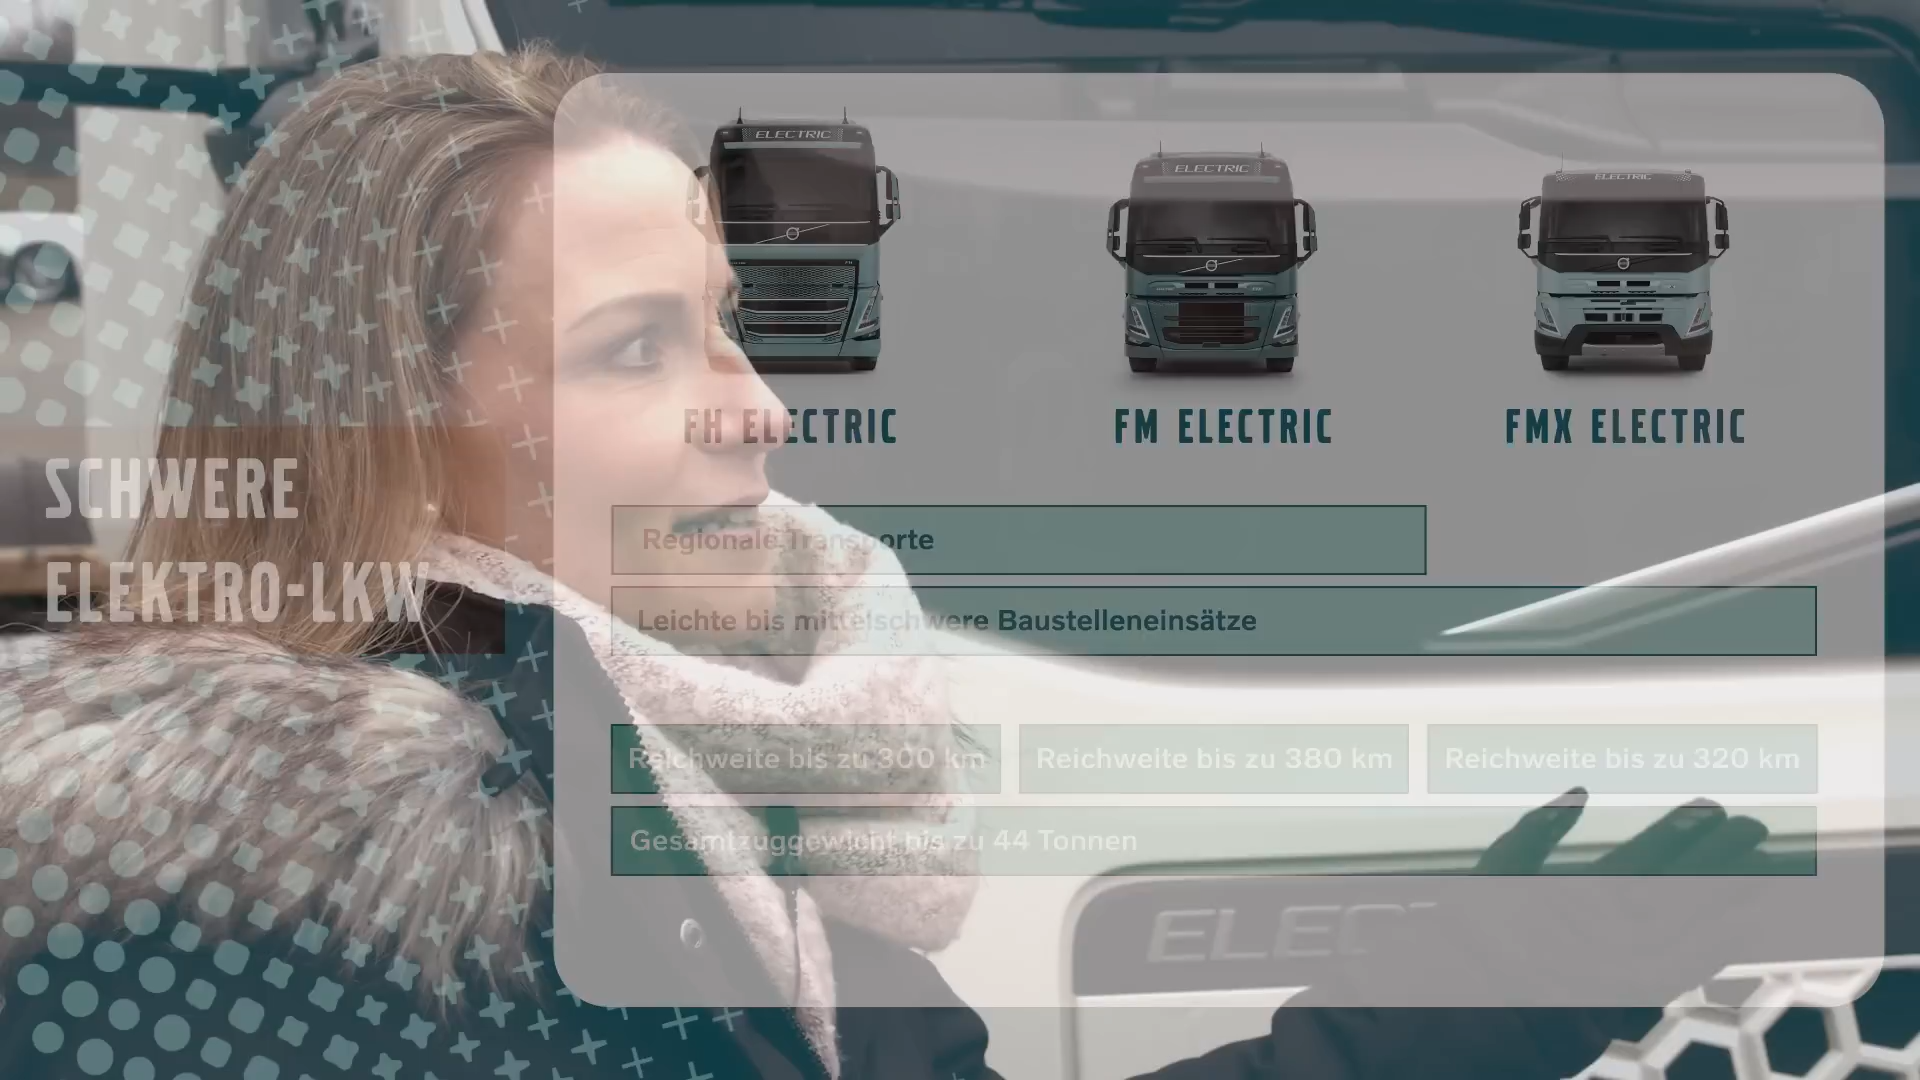 ELECTRIC
ELECTRIC
ELECTRIC
FH ELECTRIC
FM ELECTRIC
FMX ELECTRIC
SCHWERE
ELEKTRO-LKW
Regionale Transporte
Leichte bis mittelschwere Baustelleneinsätze
Reichweite bis zu 300 km
Reichweite bis zu 380 km
Reichweite bis zu 320 km
Gesamtzuggewicht bis zu 44 Tonnen
ELEC